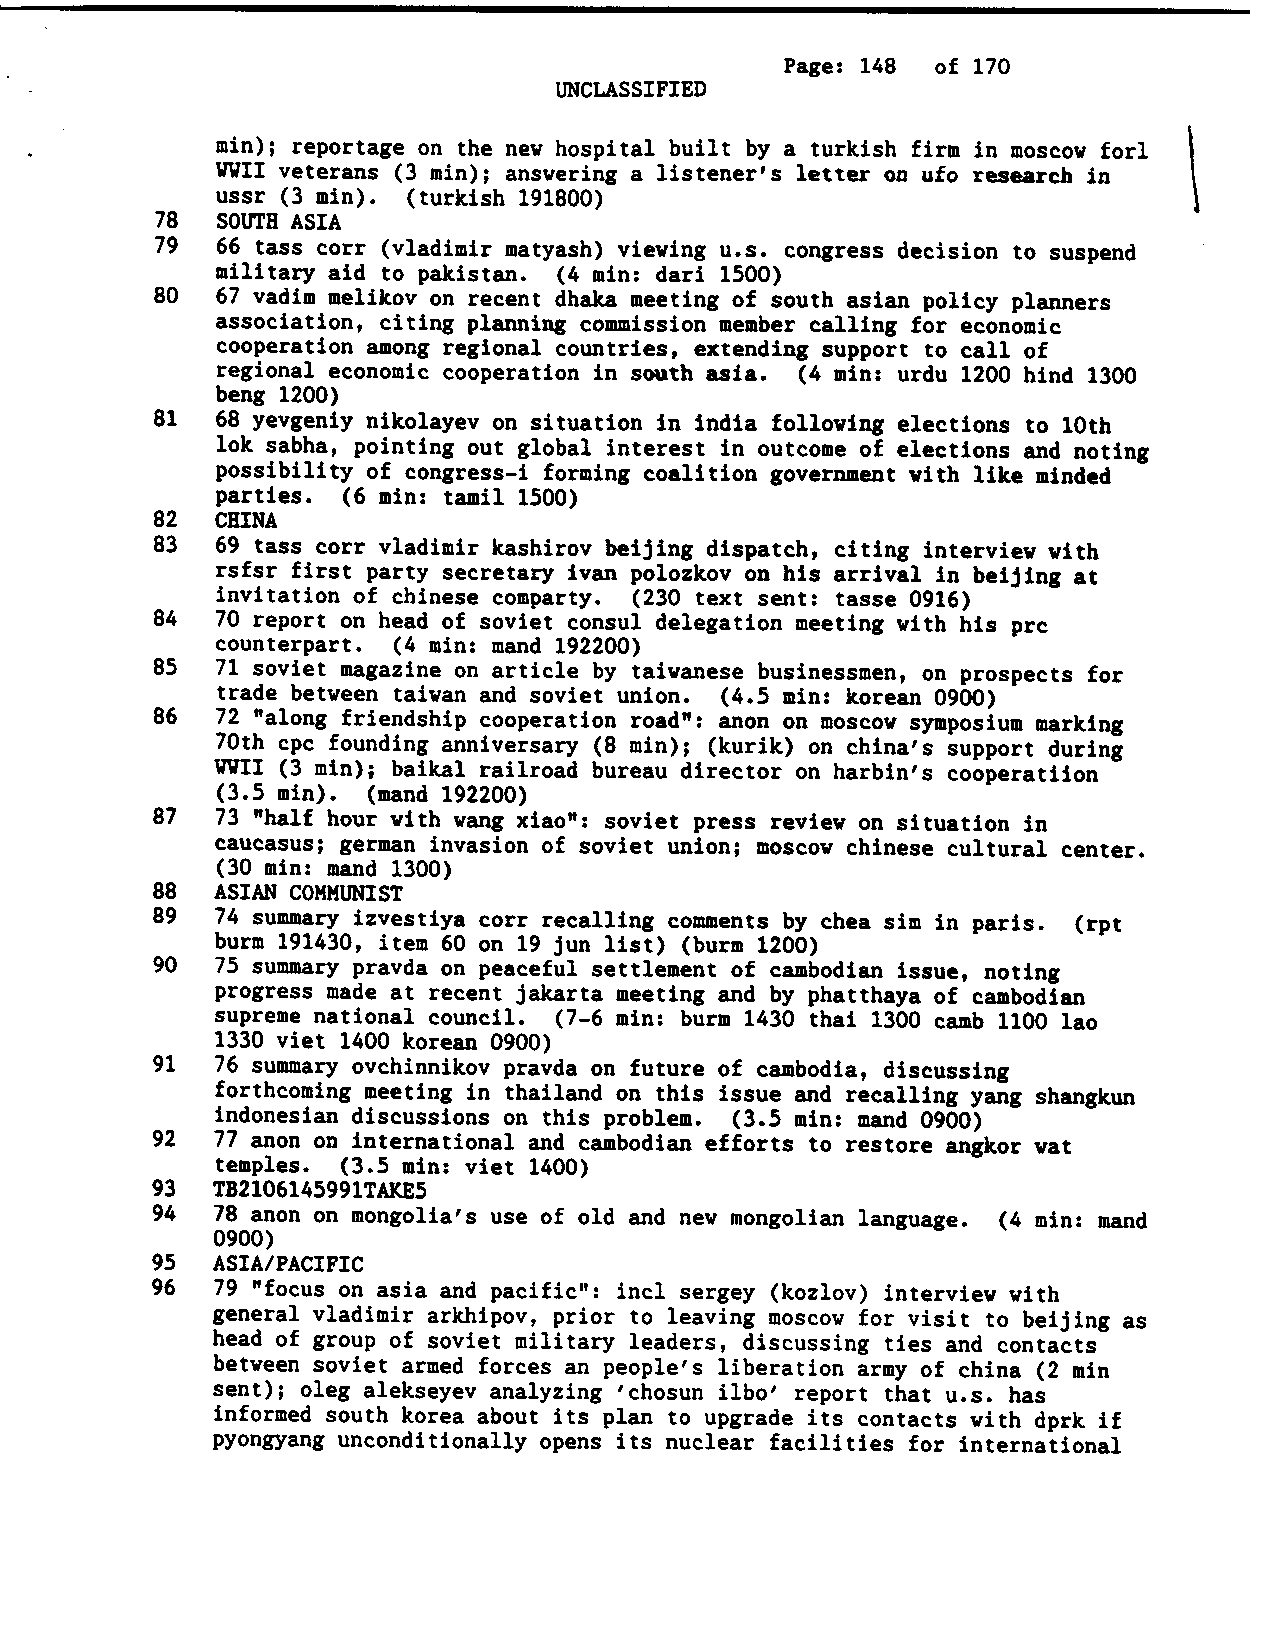 Page: 148 of 170
UNCLASSIFIED
min); reportage on the new hospital built by a turkish firm in moscow forl
WWII veterans (3 min); answering a listener's letter on ufo research in
ussr (3 min). (turkish 191800)
78 SOUTH ASIA
79 66 tass corr (vladimir matyash) viewing u.s. congress decision to suspend
military aid to pakistan. (4 min: dari 1500)
80 67 vadim melikov on recent dhaka meeting of south asian policy planners
association, citing planning commission member calling for economic
cooperation among regional countries, extending support to call of
regional economic cooperation in south asia. (4 min: urdu 1200 hind 1300
beng 1200)
81 68 yevgeniy nikolayev on situation in india following elections to 10th
lok sabha, pointing out global interest in outcome of elections and noting
possibility of congress-i forming coalition government with like minded
parties. (6 min: tamil 1500)
82 CHINA
83 69 tass corr vladimir kashirov beijing dispatch, citing interview with
rsfsr first party secretary ivan polozkov on his arrival in beijing at
invitation of chinese comparty. (230 text sent: tasse 0916)
84 70 report on head of soviet consul delegation meeting with his prc
counterpart. (4 min: mand 192200)
85 71 soviet magazine on article by taiwanese businessmen, on prospects for
trade between taiwan and soviet union. (4.5 min: korean 0900)
86 72 "along friendship cooperation road": anon on moscow symposium marking
70th cpc founding anniversary (8 min); (kurik) on china's support during
WWII (3 min); baikal railroad bureau director on harbin's cooperatiion
(3.5 min). (mand 192200)
87 73 "half hour with wang xiao": soviet press review on situation in
caucasus; german invasion of soviet union; moscow chinese cultural center.
(30 min: mand 1300)
88 ASIAN COMMUNIST
89 74 summary izvestiya corr recalling comments by chea sim in paris. (rpt
burm 191430, item 60 on 19 jun list) (burm 1200)
90 75 summary pravda on peaceful settlement of cambodian issue, noting
progress made at recent jakarta meeting and by phatthaya of cambodian
supreme national council. (7-6 min: burm 1430 thai 1300 camb 1100 lao
1330 viet 1400 korean 0900)
91 76 summary ovchinnikov pravda on future of cambodia, discussing
forthcoming meeting in thailand on this issue and recalling yang shangkun
indonesian discussions on this problem. (3.5 min: mand 0900)
92 77 anon on international and cambodian efforts to restore angkor wat
temples. (3.5 min: viet 1400)
93 TB2106145991TAKE5
94 78 anon on mongolia's use of old and new mongolian language. (4 min: mand
0900)
95 ASIA/PACIFIC
96 79 "focus on asia and pacific": incl sergey (kozlov) interview with
general vladimir arkhipov, prior to leaving moscow for visit to beijing as
head of group of soviet military leaders, discussing ties and contacts
between soviet armed forces an people's liberation army of china (2 min
sent); oleg alekseyev analyzing 'chosun ilbo' report that u.s. has
informed south korea about its plan to upgrade its contacts with dprk if
pyongyang unconditionally opens its nuclear facilities for international